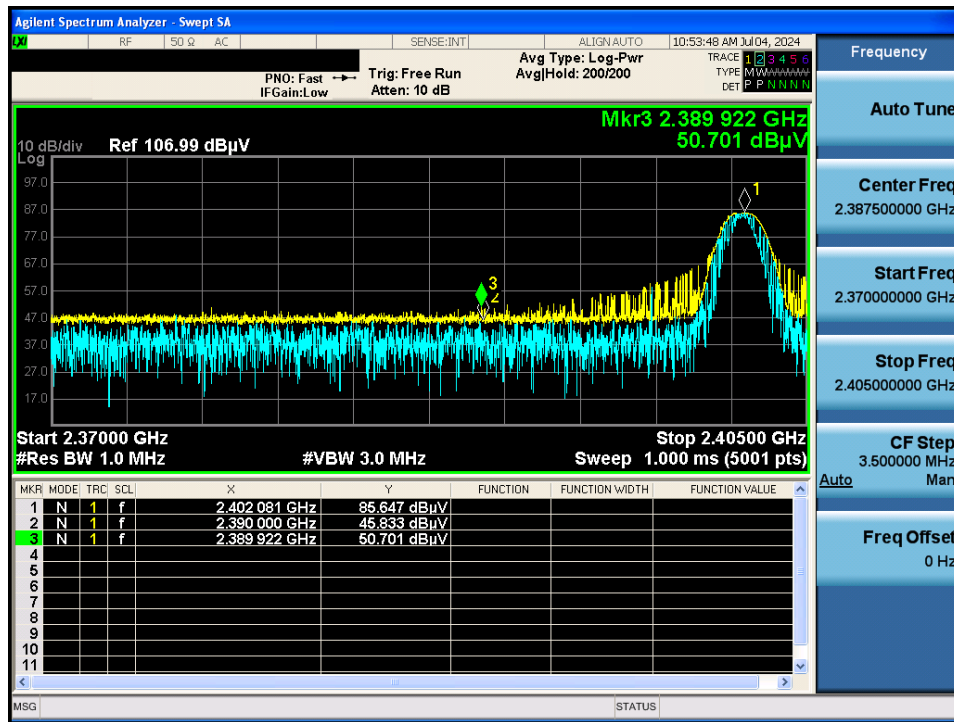 Agilent Spectrum Analyzer - Swept SA
LXI RF 50 Ω AC SENSE:INT ALIGN AUTO 10:53:48 AM Jul 04, 2024
PNO: Fast
IFGain:Low
Trig: Free Run
Atten: 10 dB
Avg Type: Log-Pwr
Avg|Hold: 200/200
TRACE 1 2 3 4 5 6
TYPE M W
DET P P N N N N
Mkr3 2.389 922 GHz
50.701 dBµV
10 dB/div Ref 106.99 dBµV
Log
97.0
87.0
77.0
67.0
57.0
47.0
37.0
27.0
17.0
1
3
2
Start 2.37000 GHz Stop 2.40500 GHz
#Res BW 1.0 MHz #VBW 3.0 MHz Sweep 1.000 ms (5001 pts)
MKR MODE TRC SCL X Y FUNCTION FUNCTION WIDTH FUNCTION VALUE
1 N 1 f 2.402 081 GHz 85.647 dBµV
2 N 1 f 2.390 000 GHz 45.833 dBµV
3 N 1 f 2.389 922 GHz 50.701 dBµV
4
5
6
7
8
9
10
11
MSG STATUS
Frequency
Auto Tune
Center Freq
2.387500000 GHz
Start Freq
2.370000000 GHz
Stop Freq
2.405000000 GHz
CF Step
3.500000 MHz
Auto Man
Freq Offset
0 Hz